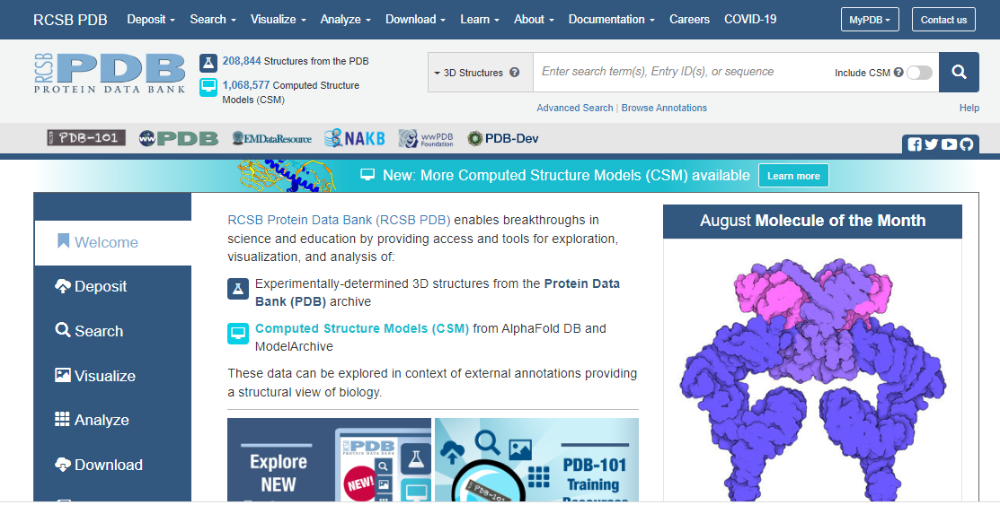 RCSB PDB Deposit Search Visualize Analyze Download Learn About Documentation Careers COVID-19 MyPDB Contact us
RCSB PDB
PROTEIN DATA BANK
208,844 Structures from the PDB
1,068,577 Computed Structure
Models (CSM)
3D Structures ? Enter search term(s), Entry ID(s), or sequence Include CSM ?
Advanced Search | Browse Annotations Help
PDB-101 wwPDB EMDataResource NAKB wwPDB Foundation PDB-Dev
New: More Computed Structure Models (CSM) available Learn more
Welcome
Deposit
Search
Visualize
Analyze
Download
RCSB Protein Data Bank (RCSB PDB) enables breakthroughs in
science and education by providing access and tools for exploration,
visualization, and analysis of:
Experimentally-determined 3D structures from the Protein Data
Bank (PDB) archive
Computed Structure Models (CSM) from AlphaFold DB and
ModelArchive
These data can be explored in context of external annotations providing
a structural view of biology.
Explore
NEW
RCSB PDB
PROTEIN DATA BANK
NEW!
PDB-101
PDB-101
Training
Resources
August Molecule of the Month